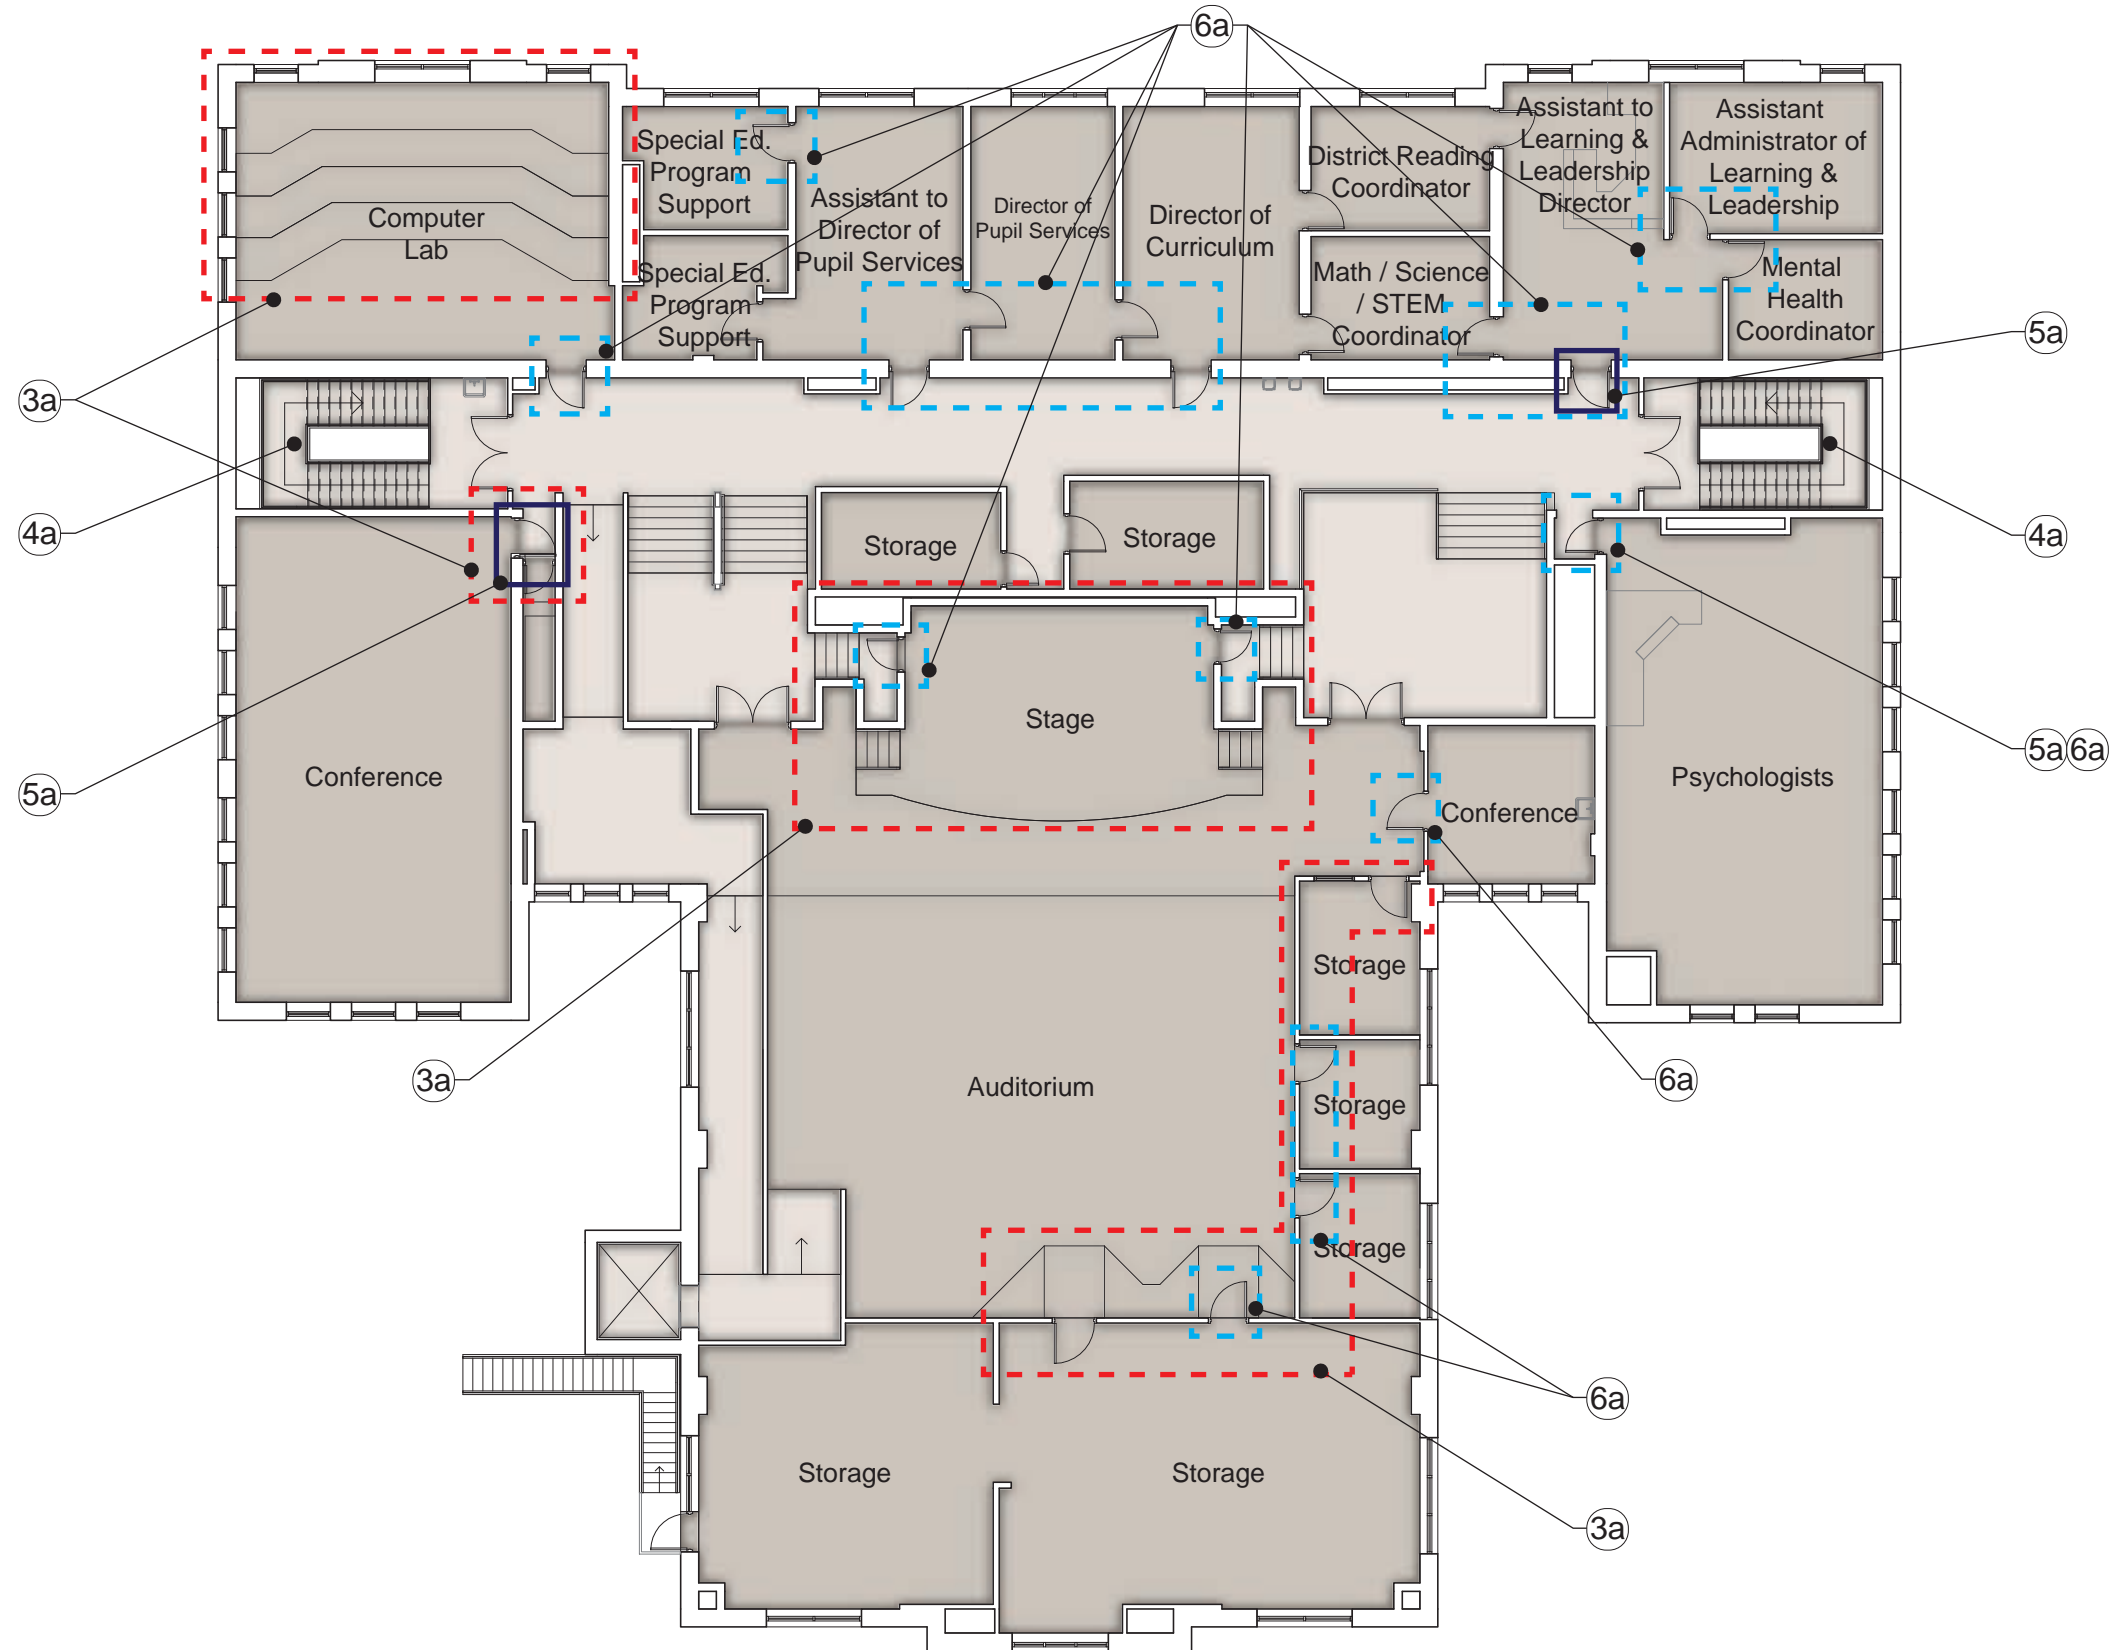 6a
Special Ed.
Program
Support
Assistant to
Director of
Pupil Services
Director of
Pupil Services
Director of
Curriculum
District Reading
Coordinator
Assistant to
Learning &
Leadership
Director
Assistant
Administrator of
Learning &
Leadership
Computer
Lab
Special Ed.
Program
Support
Math / Science
/ STEM
Coordinator
Mental
Health
Coordinator
5a
3a
4a
4a
Storage
Storage
Stage
5a
Conference
Conference
Psychologists
5a 6a
3a
Auditorium
Storage
Storage
Storage
6a
6a
Storage
Storage
3a